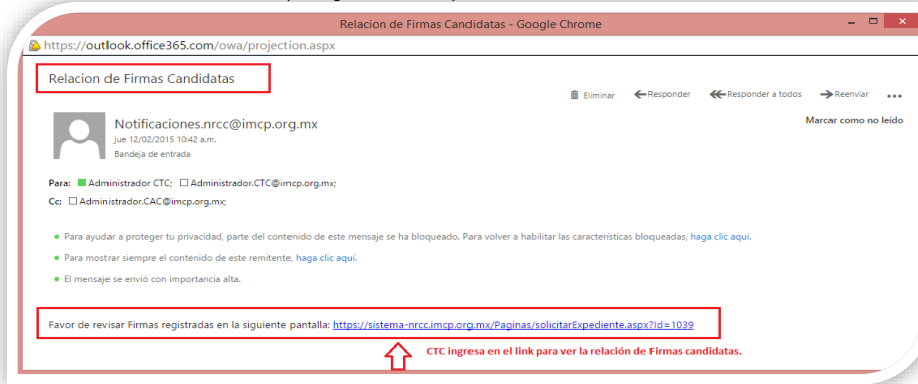 Relacion de Firmas Candidatas - Google Chrome
https://outlook.office365.com/owa/projection.aspx
Relacion de Firmas Candidatas
Eliminar Responder Responder a todos Reenviar ...
Notificaciones.nrcc@imcp.org.mx Marcar como no leído
jue 12/02/2015 10:42 a.m.
Bandeja de entrada
Para: Administrador CTC; Administrador.CTC@imcp.org.mx;
Cc: Administrador.CAC@imcp.org.mx;
Para ayudar a proteger tu privacidad, parte del contenido de este mensaje se ha bloqueado. Para volver a habilitar las características bloqueadas, haga clic aquí.
Para mostrar siempre el contenido de este remitente, haga clic aquí.
El mensaje se envió con importancia alta.
Favor de revisar Firmas registradas en la siguiente pantalla: https://sistema-nrcc.imcp.org.mx/Paginas/solicitarExpediente.aspx?Id=1039
CTC ingresa en el link para ver la relación de Firmas candidatas.